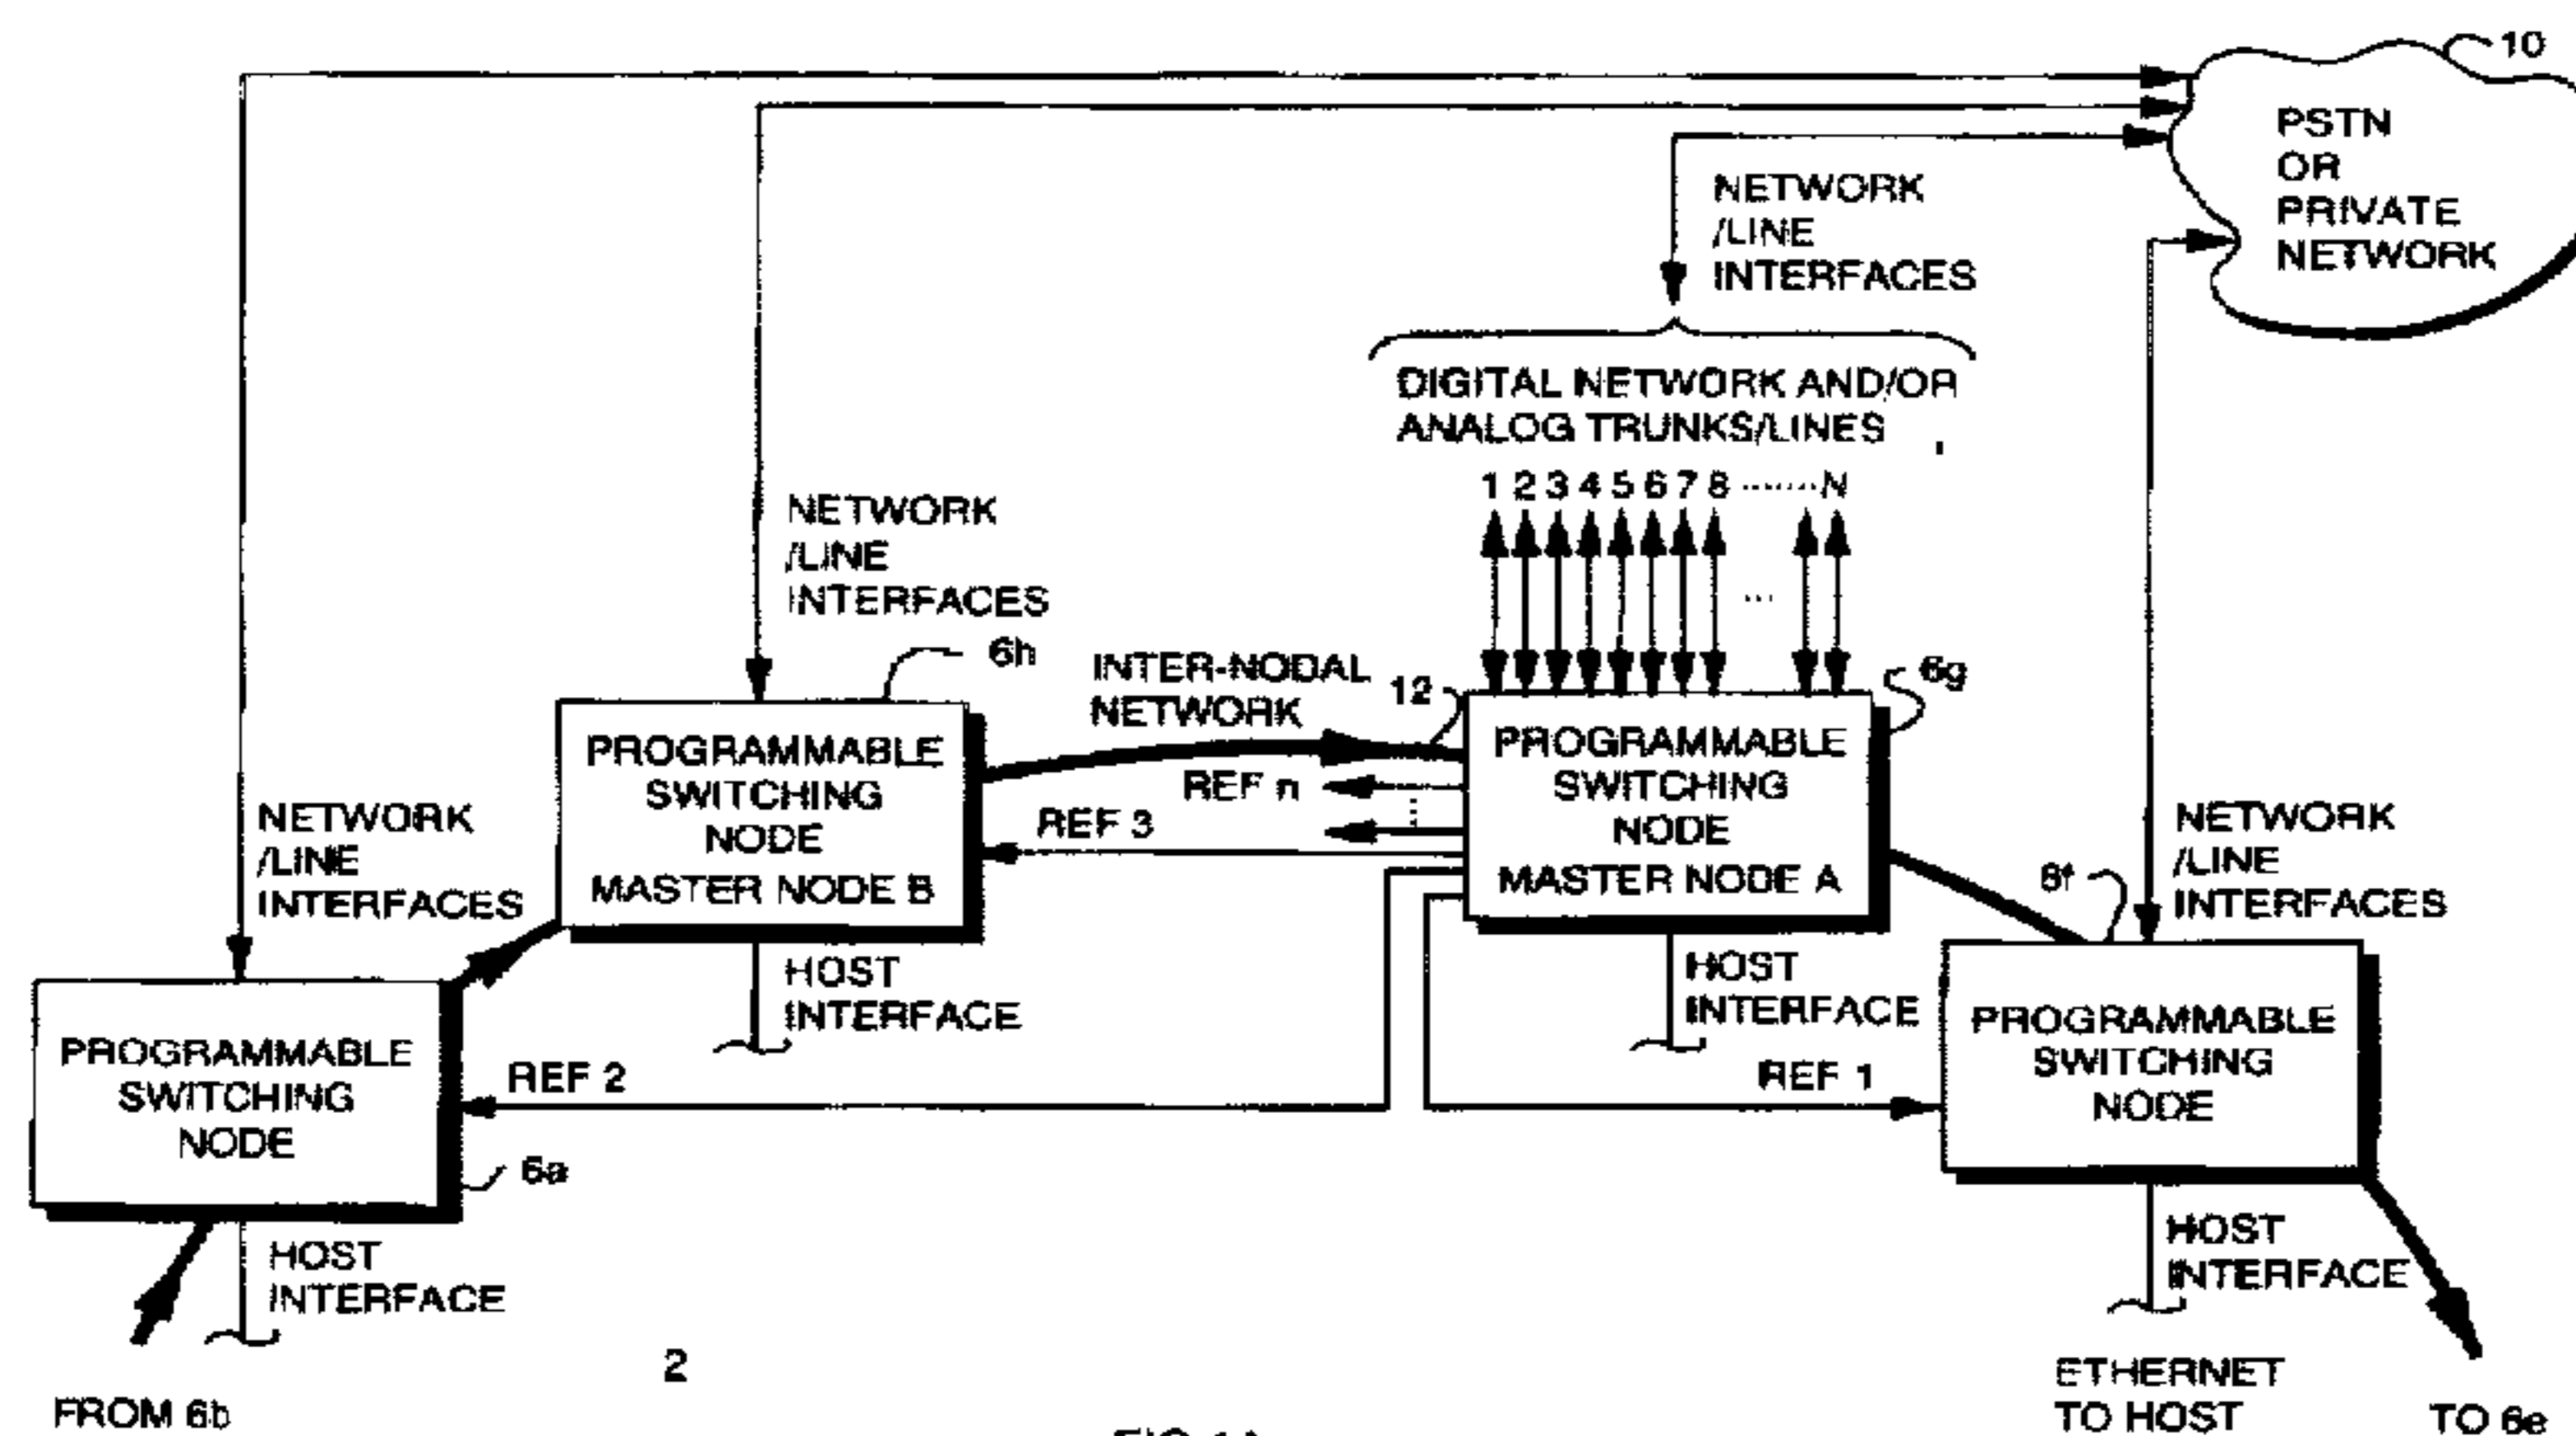 10
PSTN
OR
PRIVATE
NETWORK
NETWORK
/LINE
INTERFACES
DIGITAL NETWORK AND/OR
ANALOG TRUNKS/LINES
1 2 3 4 5 6 7 8 ······· N
...
NETWORK
/LINE
INTERFACES
6h
INTER-NODAL
NETWORK
12
6g
PROGRAMMABLE
SWITCHING
NODE
MASTER NODE B
REF n
REF 3
PROGRAMMABLE
SWITCHING
NODE
MASTER NODE A
NETWORK
/LINE
INTERFACES
NETWORK
/LINE
INTERFACES
6f
HOST
INTERFACE
HOST
INTERFACE
PROGRAMMABLE
SWITCHING
NODE
6a
REF 2
REF 1
PROGRAMMABLE
SWITCHING
NODE
HOST
INTERFACE
HOST
INTERFACE
2
FROM 6b
ETHERNET
TO HOST
TO 6e